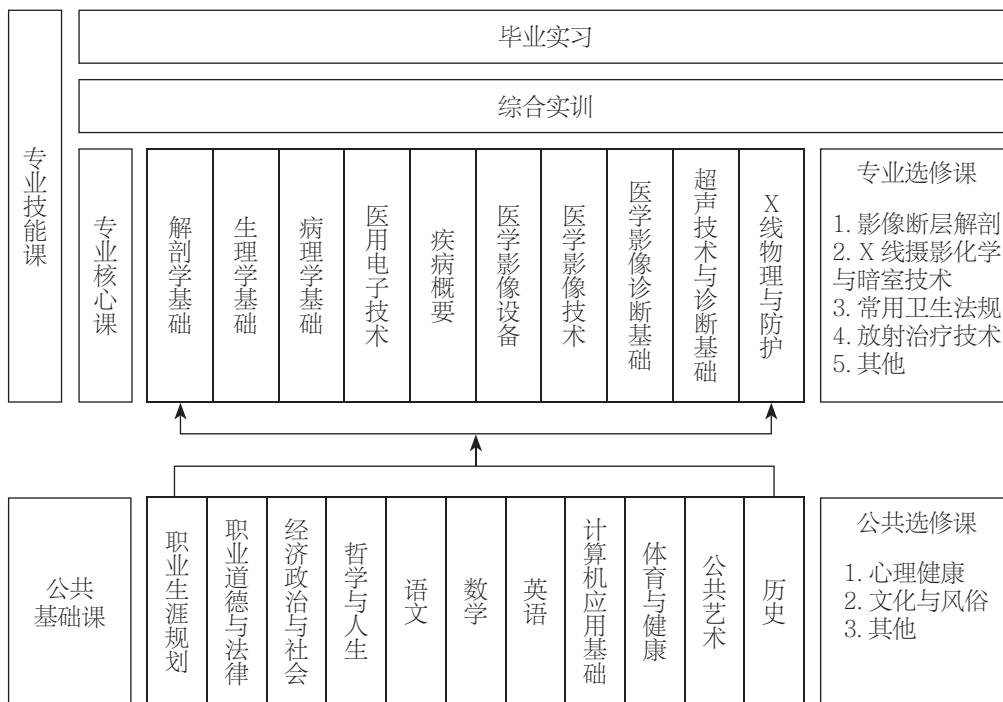 毕业实习
综合实训
专业技能课
专业核心课
解剖学基础
生理学基础
病理学基础
医用电子技术
疾病概要
医学影像设备
医学影像技术
医学影像诊断基础
超声技术与诊断基础
X线物理与防护
专业选修课
1. 影像断层解剖
2. X 线摄影化学
与暗室技术
3. 常用卫生法规
4. 放射治疗技术
5. 其他
公共
基础课
职业生涯规划
职业道德与法律
经济政治与社会
哲学与人生
语文
数学
英语
计算机应用基础
体育与健康
公共艺术
历史
公共选修课
1. 心理健康
2. 文化与风俗
3. 其他